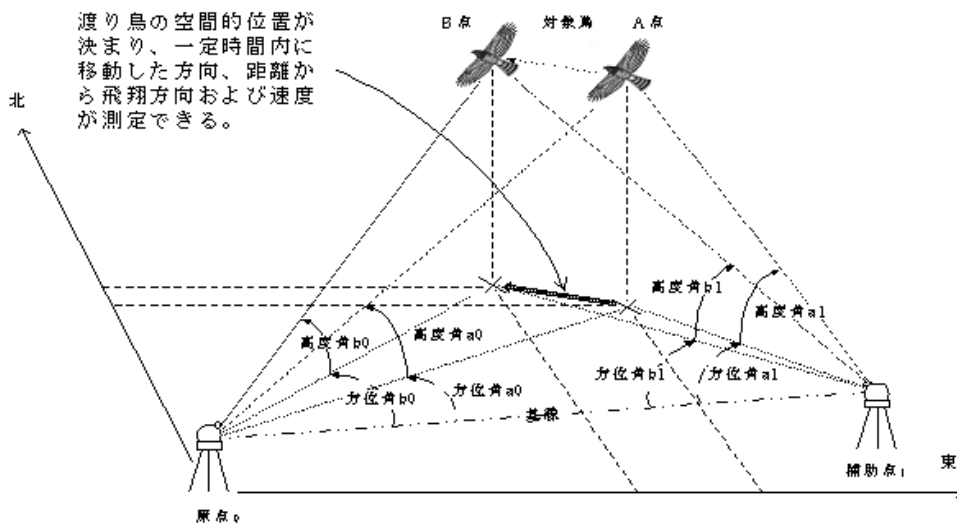 渡り鳥の空間的位置が
決まり、一定時間内に
移動した方向、距離か
ら飛翔方向および速度
が測定できる。
B点
対象鳥
A点
北
高度角b1
高度角a1
高度角b0
高度角a0
方位角b1
方位角a1
方位角b0
方位角a0
基線
補助点1
東
原点0